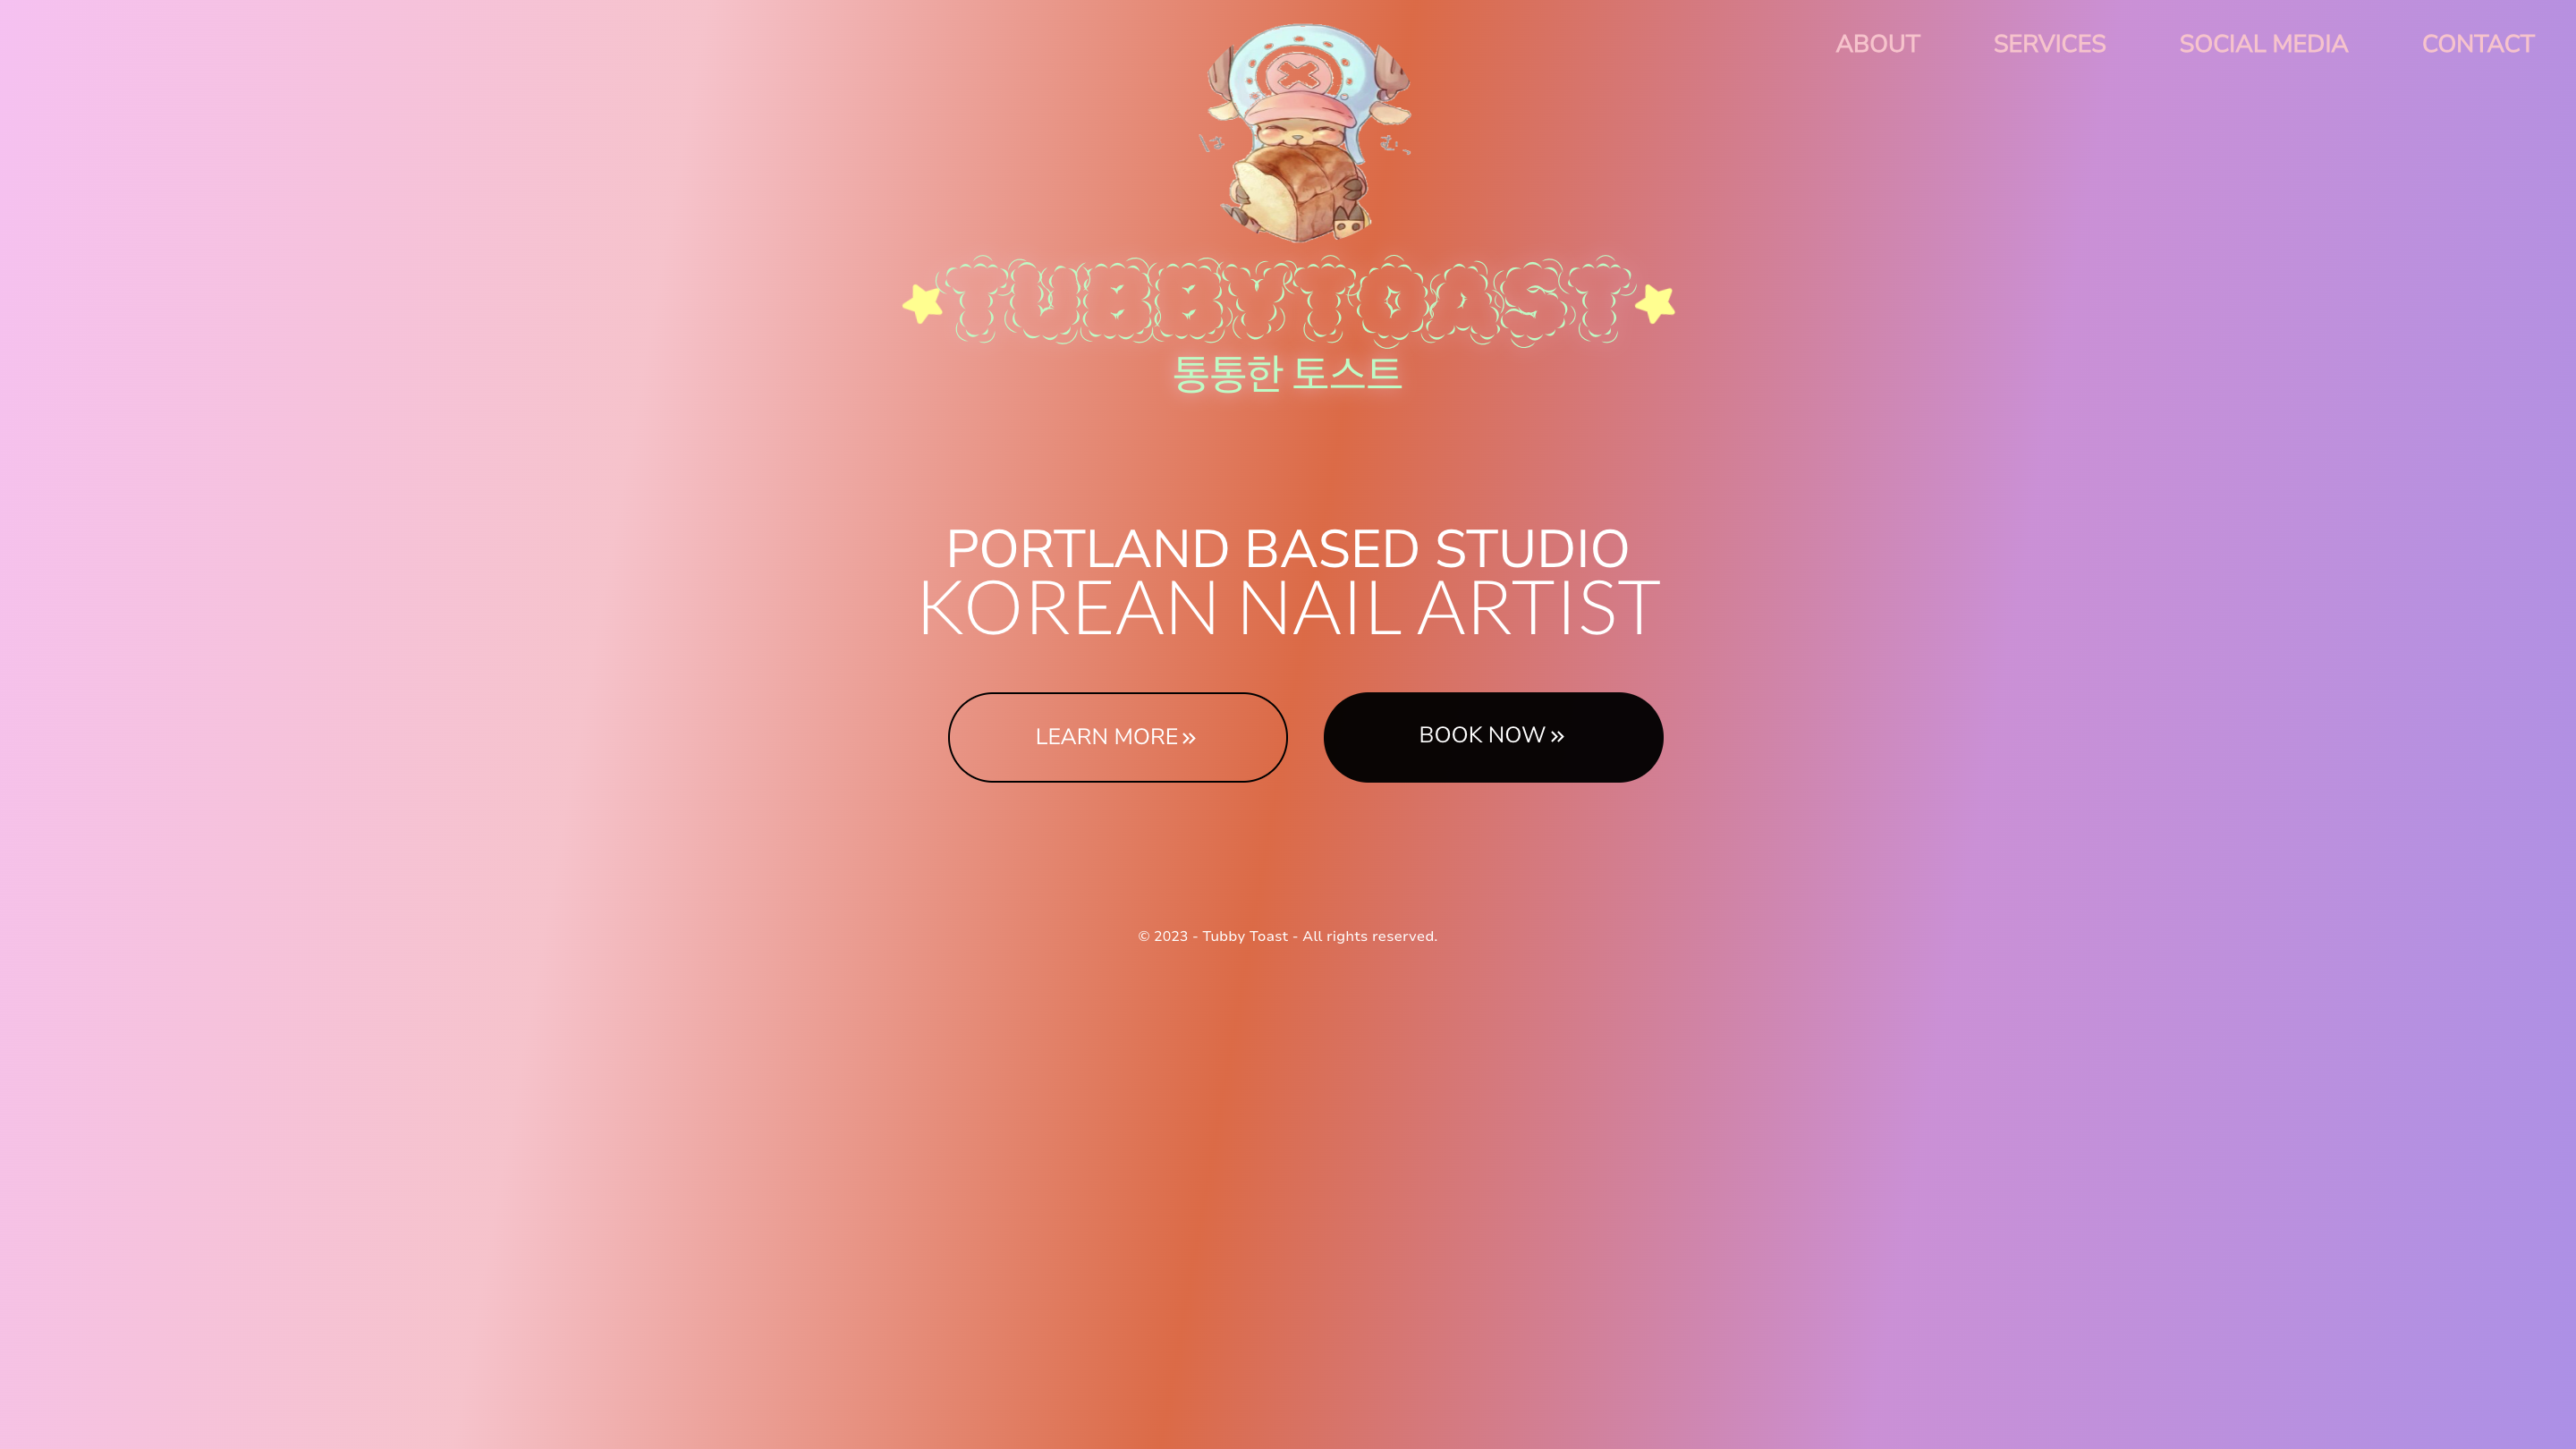 ABOUT SERVICES SOCIAL MEDIA CONTACT
TUBBYTOAST
통통한 토스트
PORTLAND BASED STUDIO
KOREAN NAIL ARTIST
LEARN MORE »
BOOK NOW »
© 2023 - Tubby Toast - All rights reserved.